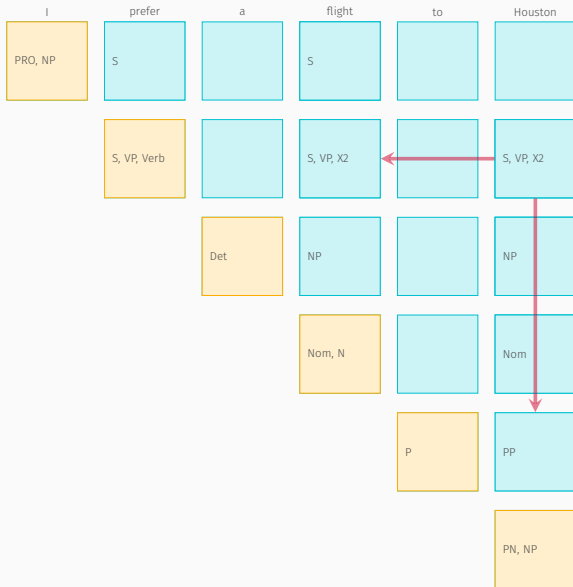 I prefer a flight to Houston
PRO, NP S S
S, VP, Verb S, VP, X2 S, VP, X2
Det NP NP
Nom, N Nom
P PP
PN, NP